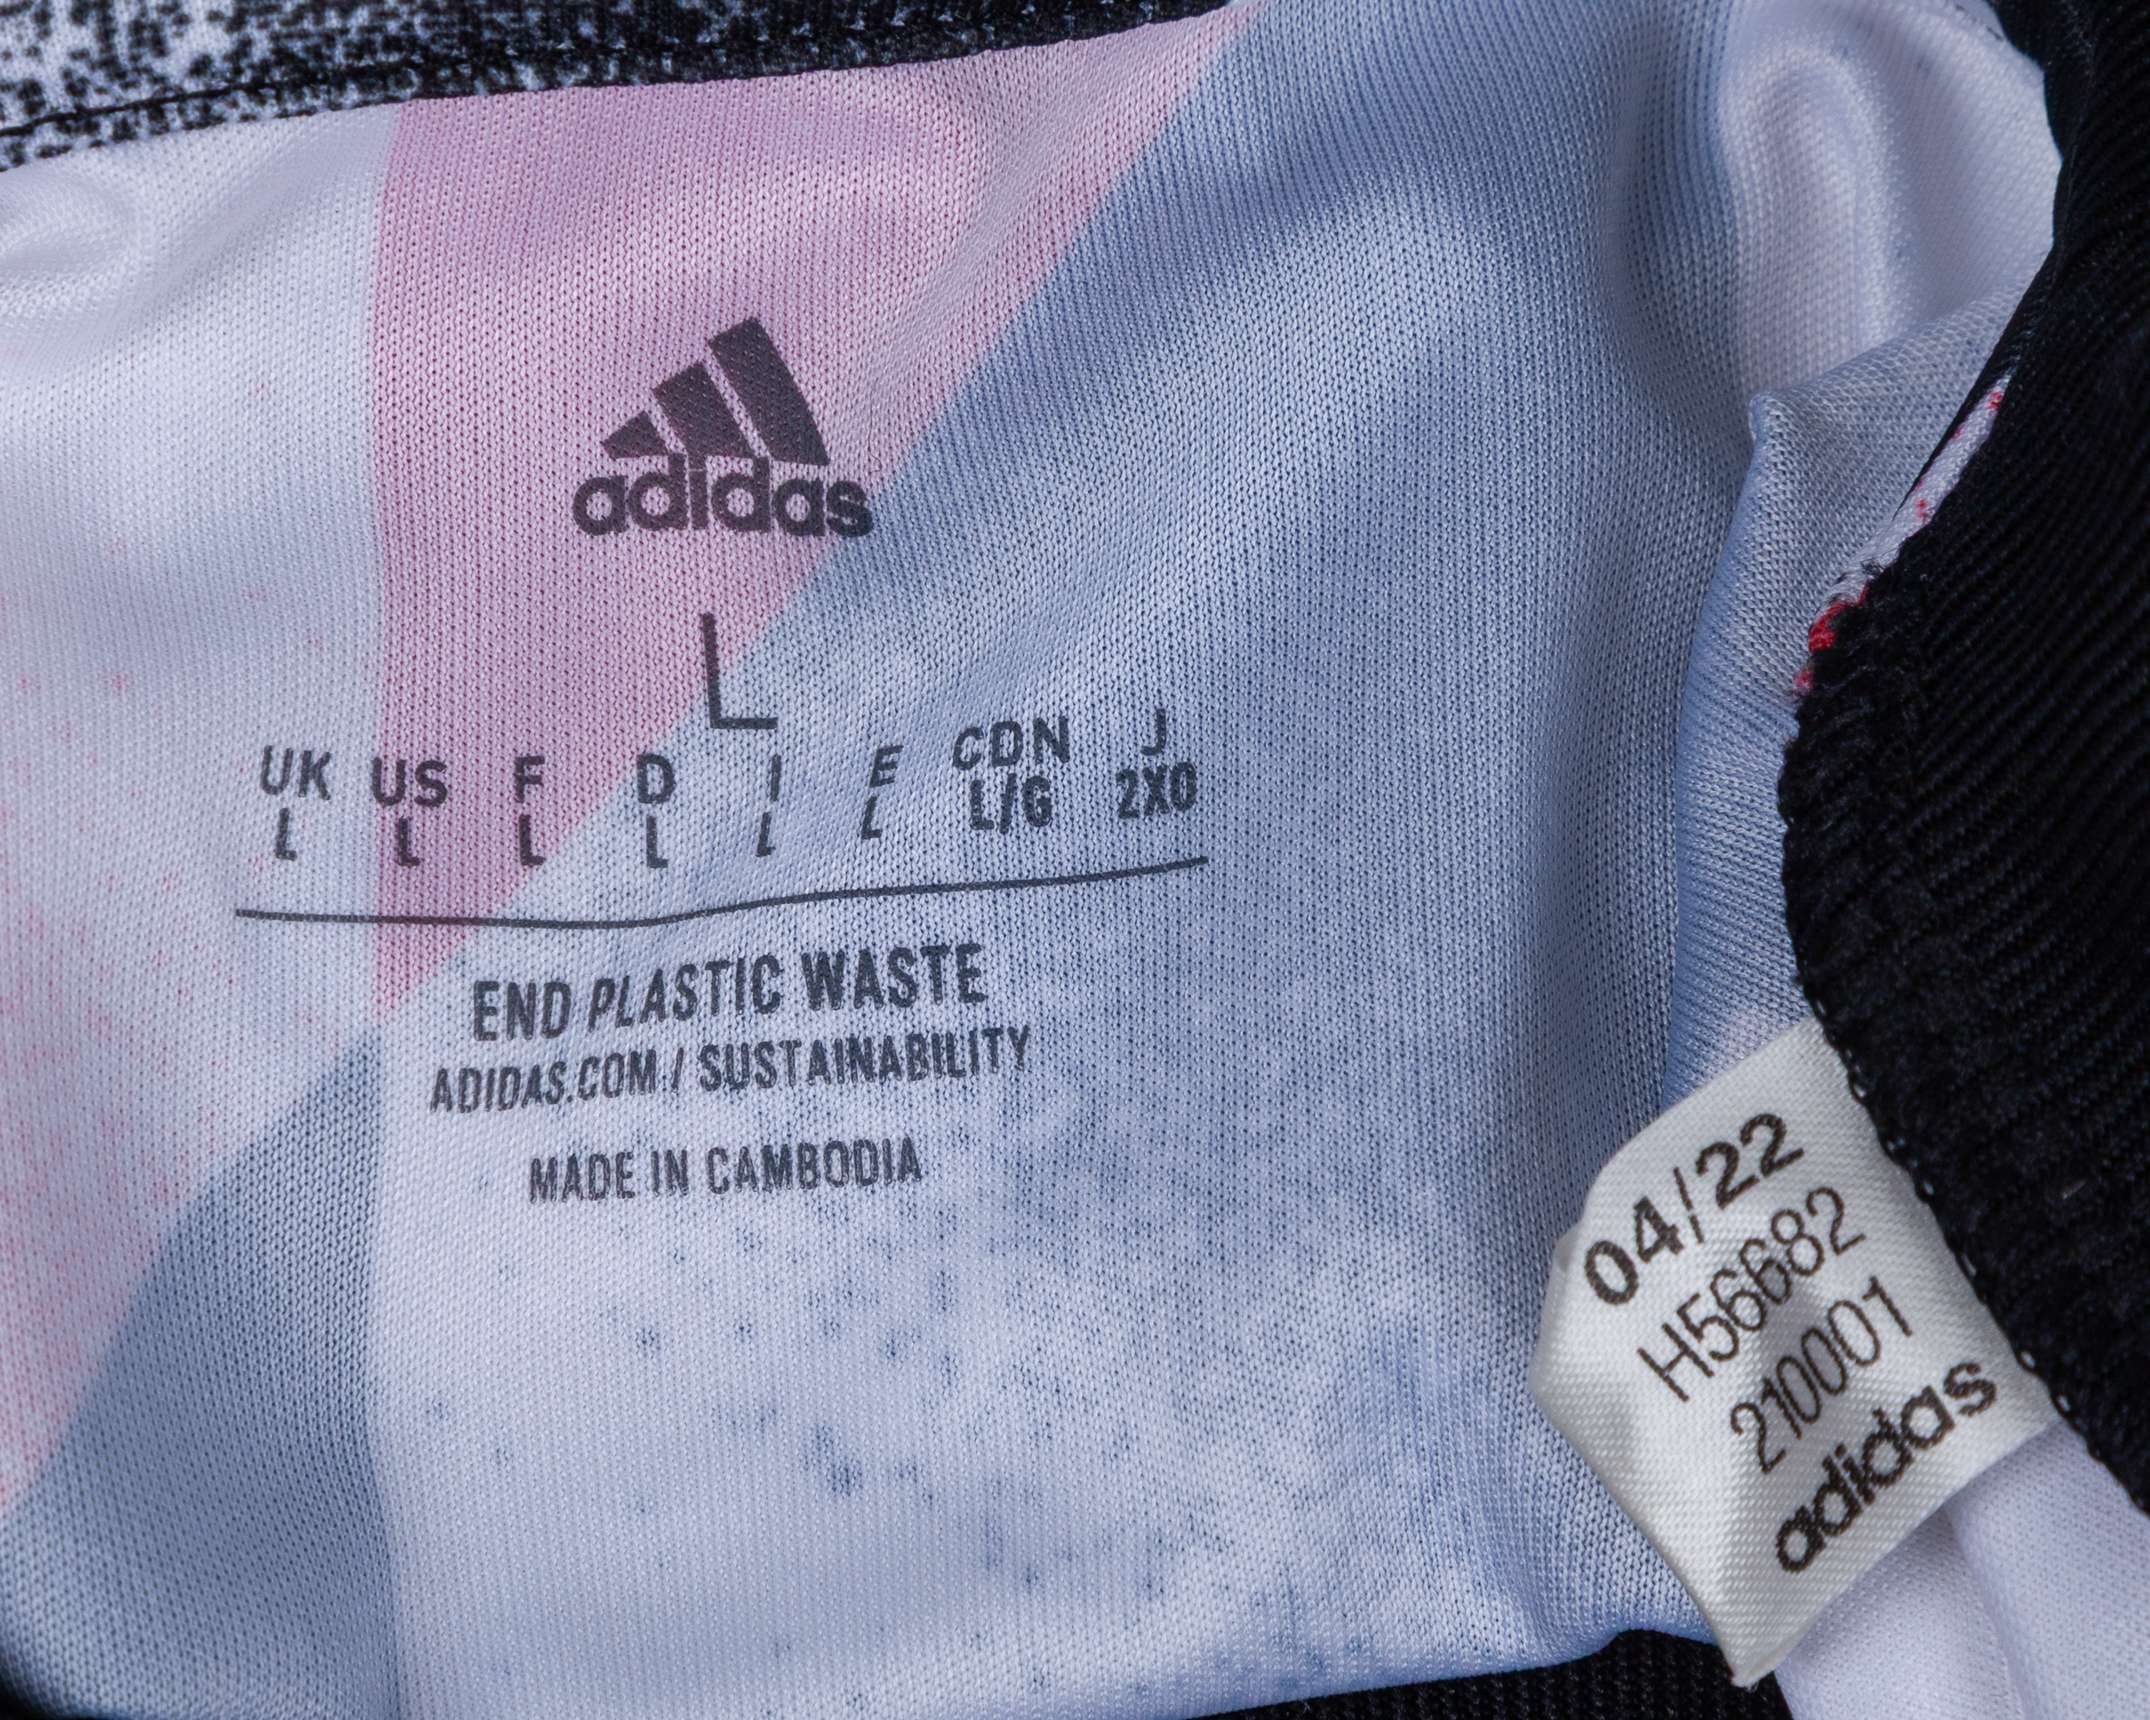 adidas
L
UK US F D I E CDN J
L L L L L L L/G 2XO
END PLASTIC WASTE
ADIDAS.COM / SUSTAINABILITY
MADE IN CAMBODIA
04/22
H56682
210001
adidas